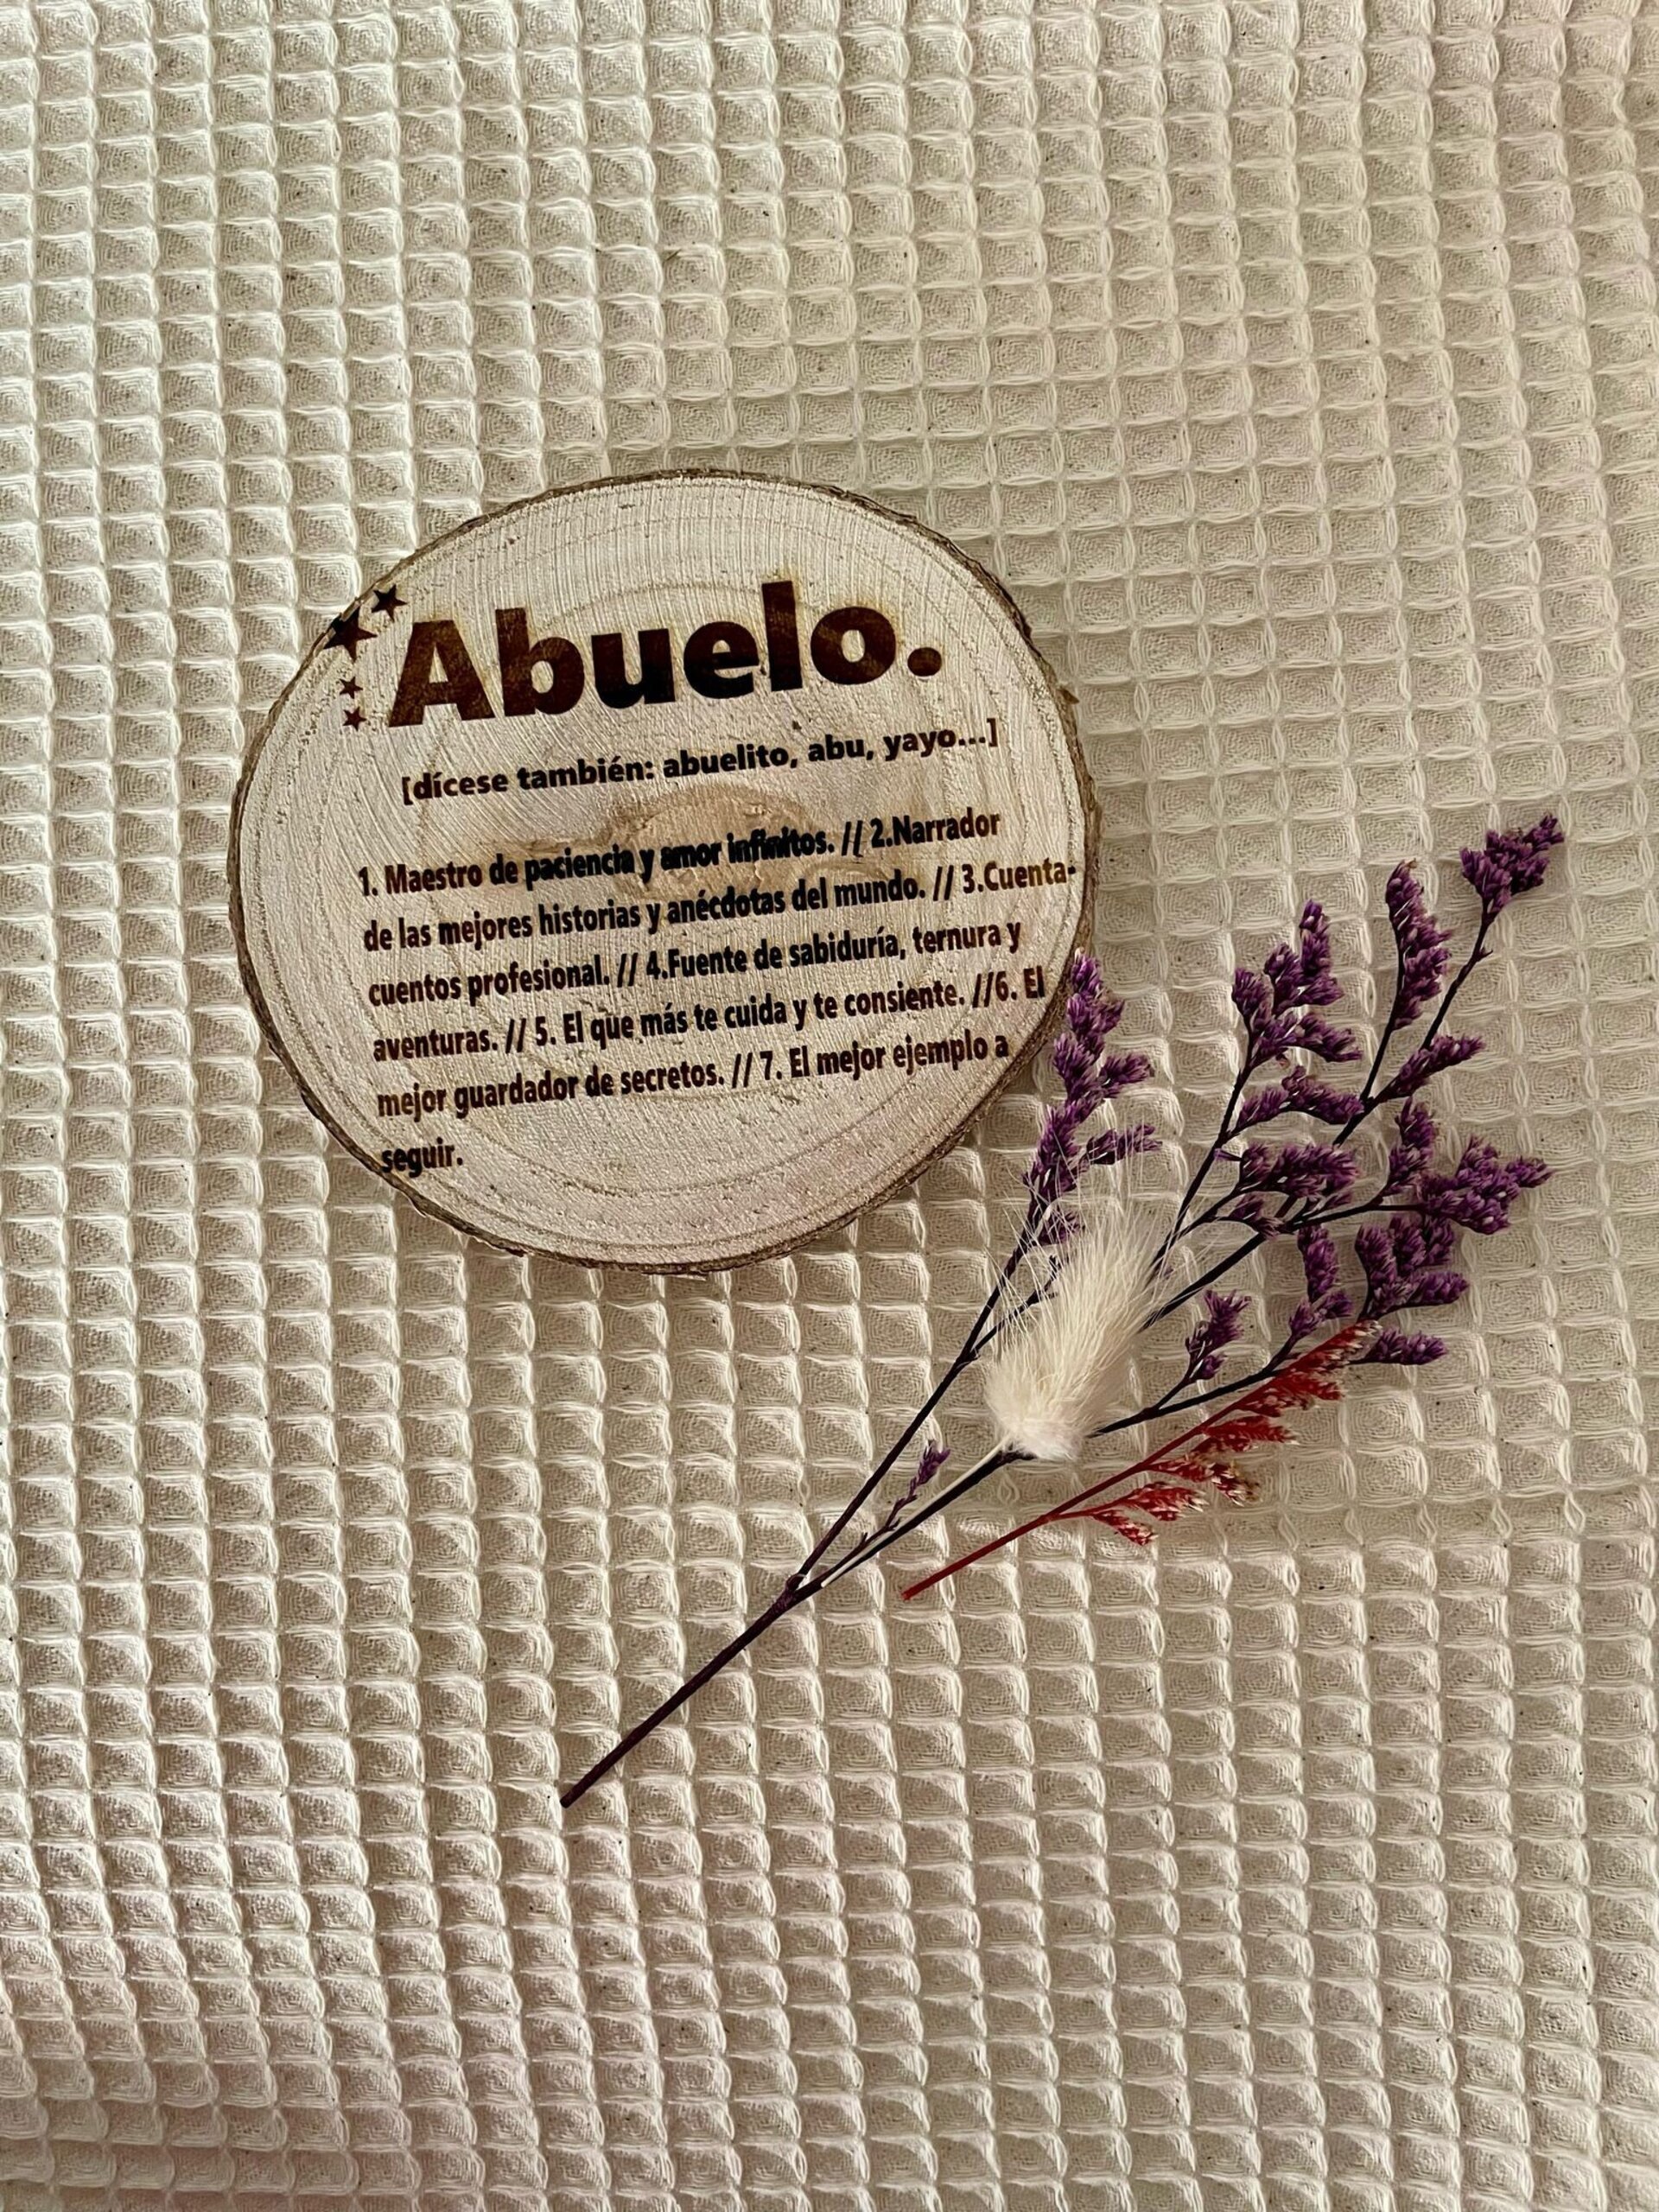 Abuelo.
[dícese también: abuelito, abu, yayo...]
1. Maestro de paciencia y amor infinitos. // 2.Narrador
de las mejores historias y anécdotas del mundo. // 3.Cuenta-
cuentos profesional. // 4.Fuente de sabiduría, ternura y
aventuras. // 5. El que más te cuida y te consiente. //6. El
mejor guardador de secretos. // 7. El mejor ejemplo a
seguir.